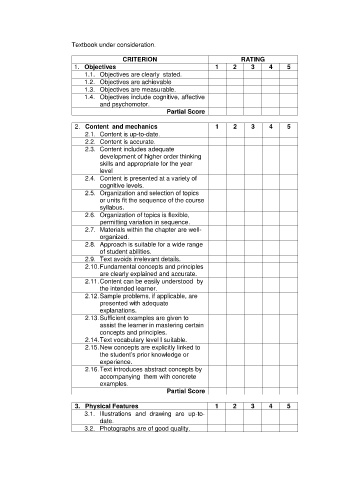 Textbook under consideration:
CRITERION RATING
1. Objectives 1 2 3 4 5
1.1. Objectives are clearly stated.
1.2. Objectives are achievable
1.3. Objectives are measurable.
1.4. Objectives include cognitive, affective
and psychomotor.
Partial Score
2. Content and mechanics 1 2 3 4 5
2.1. Content is up-to-date.
2.2. Content is accurate.
2.3. Content includes adequate
development of higher order thinking
skills and appropriate for the year
level
2.4. Content is presented at a variety of
cognitive levels.
2.5. Organization and selection of topics
or units fit the sequence of the course
syllabus.
2.6. Organization of topics is flexible,
permitting variation in sequence.
2.7. Materials within the chapter are well-
organized.
2.8. Approach is suitable for a wide range
of student abilities.
2.9. Text avoids irrelevant details.
2.10. Fundamental concepts and principles
are clearly explained and accurate.
2.11. Content can be easily understood by
the intended learner.
2.12. Sample problems, if applicable, are
presented with adequate
explanations.
2.13. Sufficient examples are given to
assist the learner in mastering certain
concepts and principles.
2.14. Text vocabulary level I suitable.
2.15. New concepts are explicitly linked to
the student's prior knowledge or
experience.
2.16. Text introduces abstract concepts by
accompanying them with concrete
examples.
Partial Score
3. Physical Features 1 2 3 4 5
3.1. Illustrations and drawing are up-to-
date.
3.2. Photographs are of good quality.